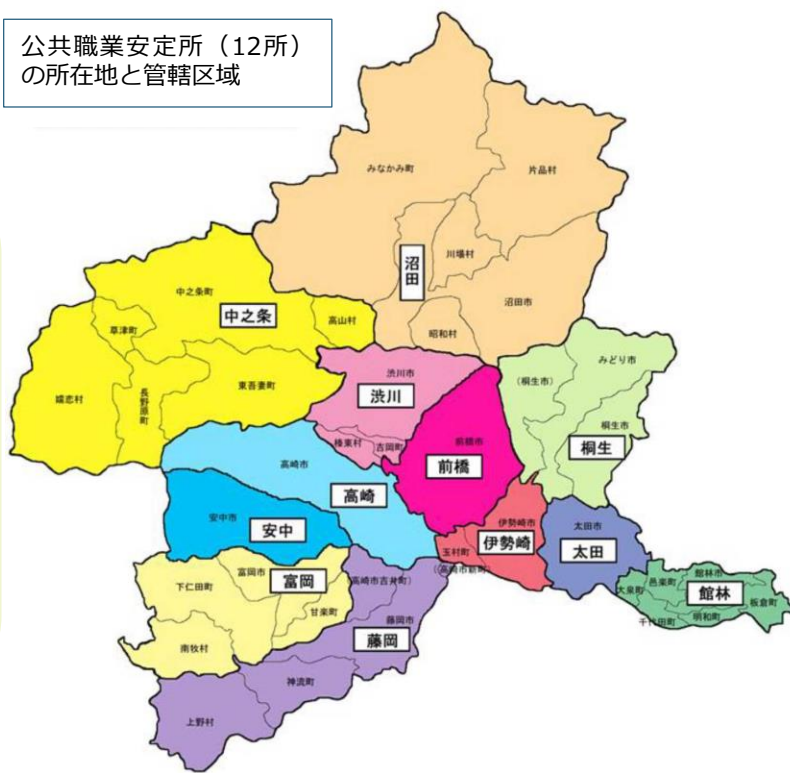 公共職業安定所（12所）
の所在地と管轄区域
みなかみ町
片品村
川場村
沼田
沼田市
昭和村
中之条町
中之条
高山村
草津町
嬬恋村
長野原町
東吾妻町
渋川市
渋川
榛東村
吉岡町
前橋市
前橋
（桐生市）
みどり市
桐生市
桐生
高崎市
高崎
安中市
安中
伊勢崎市
伊勢崎
玉村町
（高崎市新町）
太田市
太田
館林市
邑楽町
大泉町
館林
板倉町
明和町
千代田町
富岡市
下仁田町
富岡
甘楽町
南牧村
（高崎市吉井町）
藤岡市
藤岡
神流町
上野村